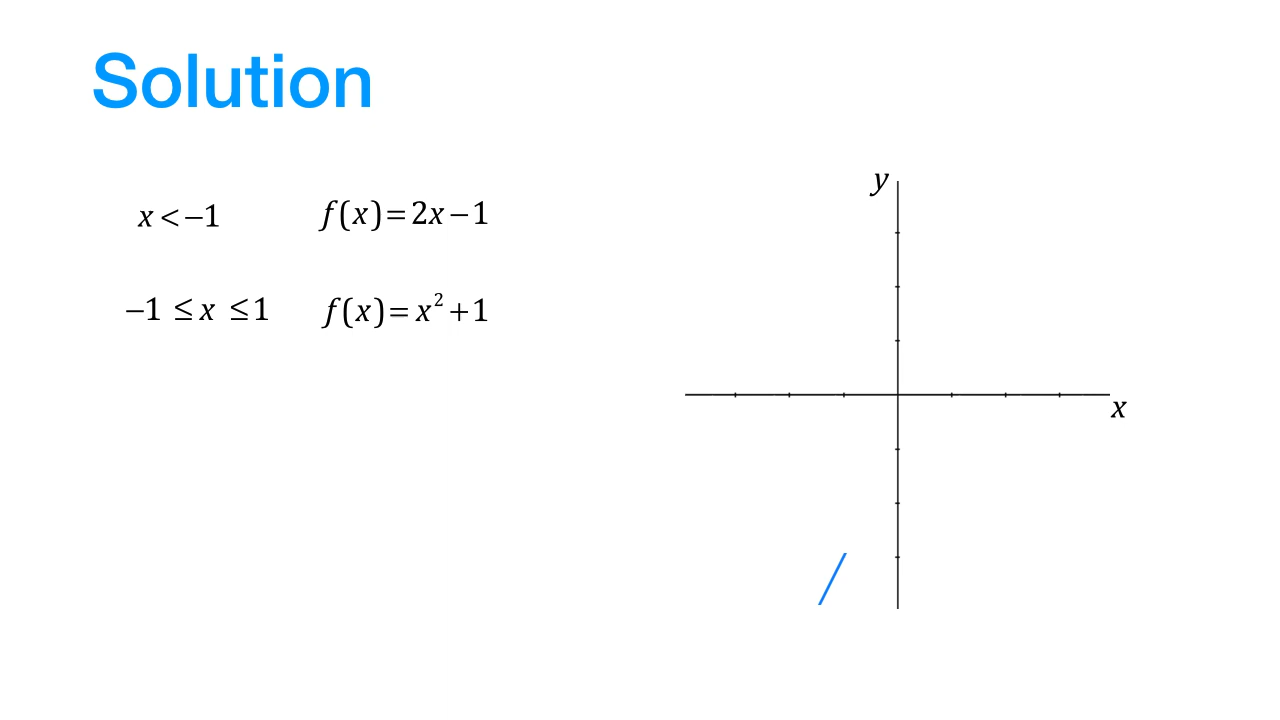 Solution
x < −1 f(x) = 2x − 1
−1 ≤ x ≤ 1 f(x) = x² + 1
y
x